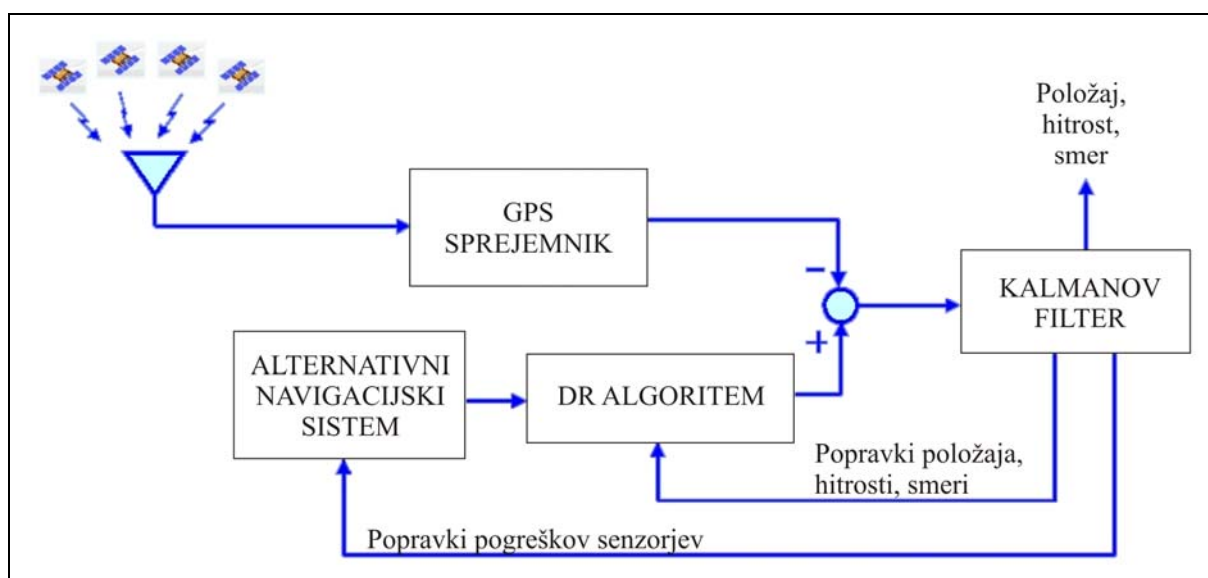 Položaj,
hitrost,
smer
GPS
SPREJEMNIK
−
KALMANOV
FILTER
+
ALTERNATIVNI
NAVIGACIJSKI
SISTEM
DR ALGORITEM
Popravki položaja,
hitrosti, smeri
Popravki pogreškov senzorjev